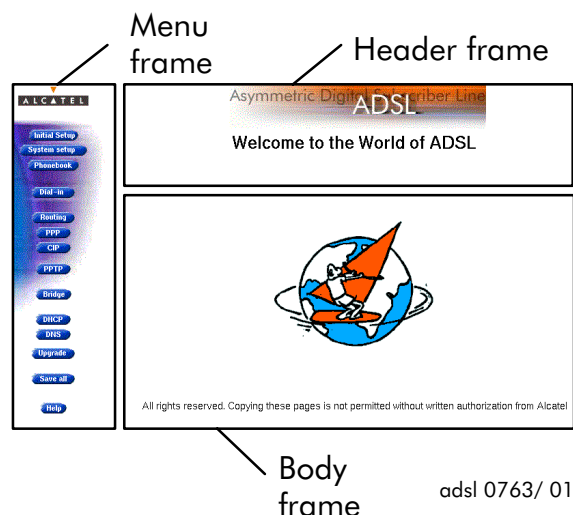 Menu
frame
Header frame
ALCATEL
Initial Setup
System setup
Phonebook
Dial-in
Routing
PPP
CIP
PPTP
Bridge
DHCP
DNS
Upgrade
Save all
Help
Asymmetric Digital Subscriber Line
ADSL
Welcome to the World of ADSL
All rights reserved. Copying these pages is not permitted without written authorization from Alcatel
Body
frame
adsl 0763/ 01